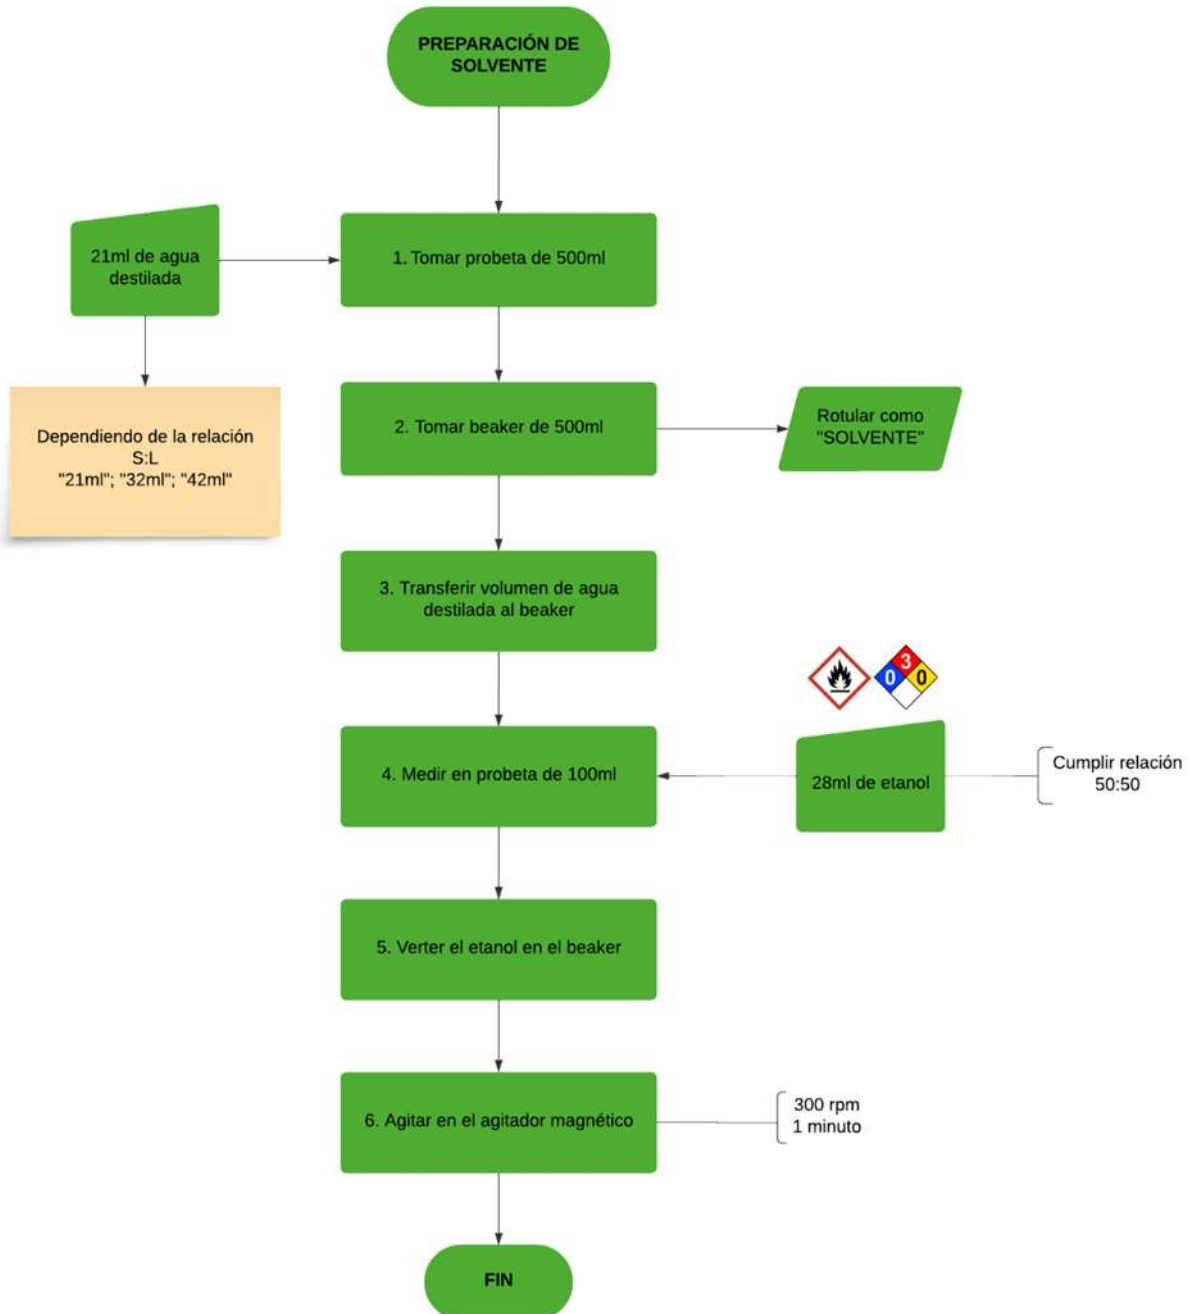 PREPARACIÓN DE
SOLVENTE
21ml de agua
destilada
1. Tomar probeta de 500ml
Dependiendo de la relación
S:L
"21ml"; "32ml"; "42ml"
2. Tomar beaker de 500ml
Rotular como
"SOLVENTE"
3. Transferir volumen de agua
destilada al beaker
3
0
0
4. Medir en probeta de 100ml
28ml de etanol
Cumplir relación
50:50
5. Verter el etanol en el beaker
6. Agitar en el agitador magnético
300 rpm
1 minuto
FIN